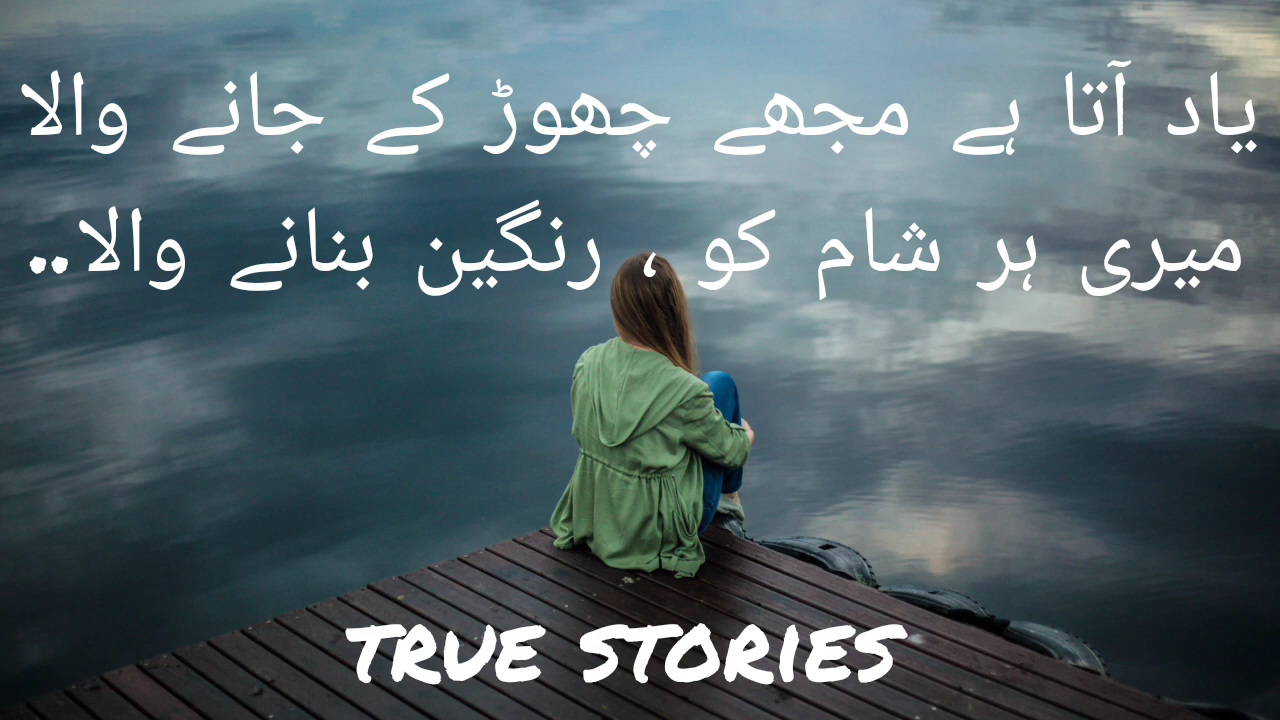 یاد آتا ہے مجھے چھوڑ کے جانے والا
میری ہر شام کو ، رنگین بنانے والا..
TRUE STORIES